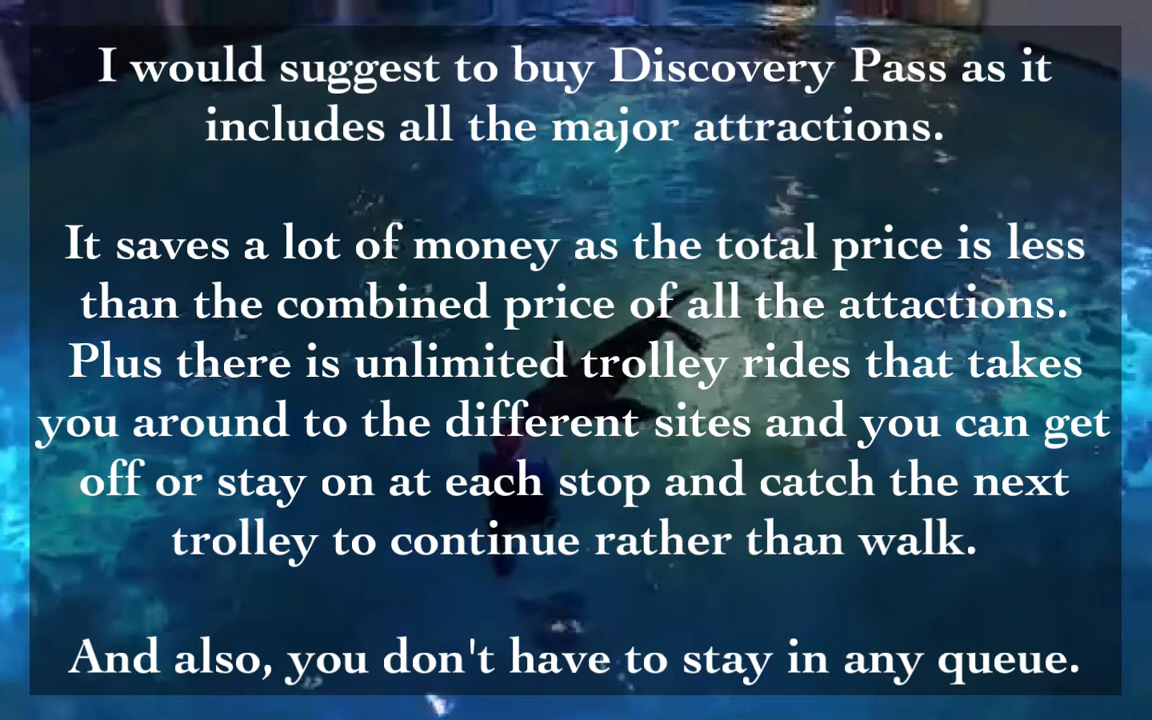 I would suggest to buy Discovery Pass as it
includes all the major attractions.
It saves a lot of money as the total price is less
than the combined price of all the attactions.
Plus there is unlimited trolley rides that takes
you around to the different sites and you can get
off or stay on at each stop and catch the next
trolley to continue rather than walk.
And also, you don't have to stay in any queue.